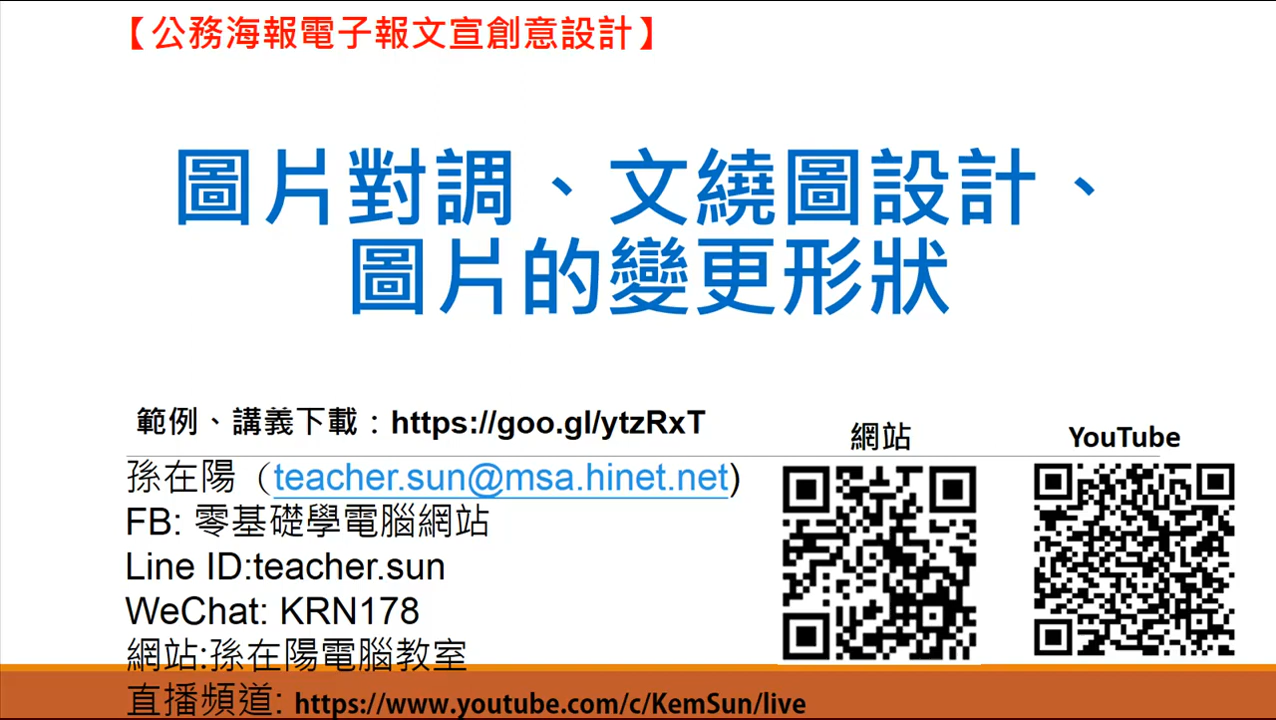 【公務海報電子報文宣創意設計】
圖片對調、文繞圖設計、
圖片的變更形狀
範例、講義下載：https://goo.gl/ytzRxT
網站
YouTube
孫在陽（teacher.sun@msa.hinet.net)
FB: 零基礎學電腦網站
Line ID:teacher.sun
WeChat: KRN178
網站:孫在陽電腦教室
直播頻道: https://www.youtube.com/c/KemSun/live